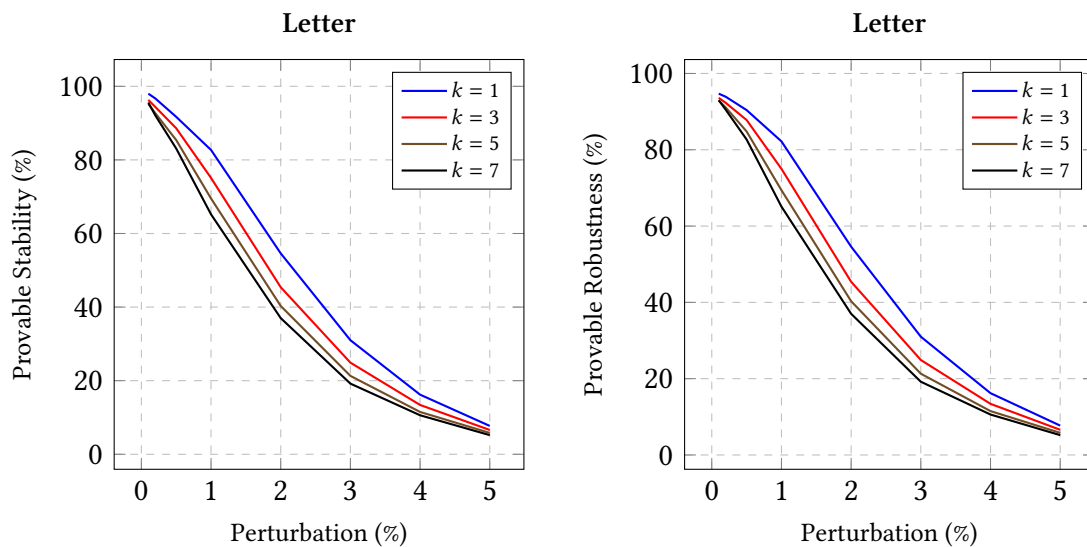 Letter
100
80
60
40
20
0
Provable Stability (%)
k = 1
k = 3
k = 5
k = 7
0 1 2 3 4 5
Perturbation (%)
Letter
100
80
60
40
20
0
Provable Robustness (%)
k = 1
k = 3
k = 5
k = 7
0 1 2 3 4 5
Perturbation (%)